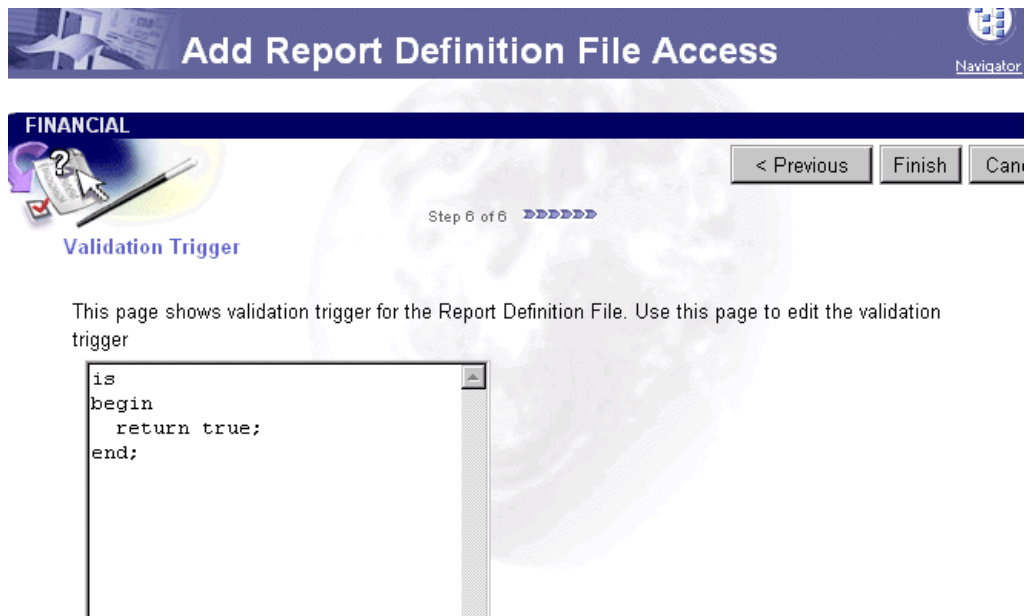 Add Report Definition File Access
Navigator
FINANCIAL
< Previous
Finish
Step 6 of 6
Validation Trigger
This page shows validation trigger for the Report Definition File. Use this page to edit the validation
trigger
is
begin
  return true;
end;